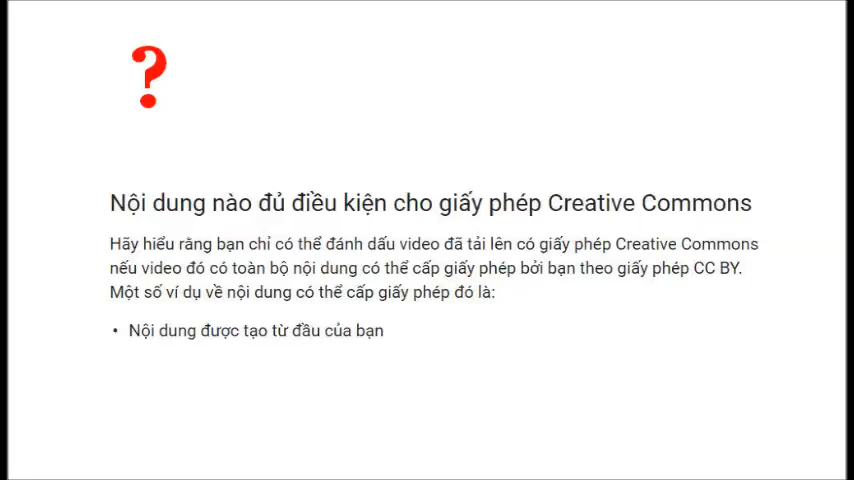 ?
Nội dung nào đủ điều kiện cho giấy phép Creative Commons
Hãy hiểu rằng bạn chỉ có thể đánh dấu video đã tải lên có giấy phép Creative Commons
nếu video đó có toàn bộ nội dung có thể cấp giấy phép bởi bạn theo giấy phép CC BY.
Một số ví dụ về nội dung có thể cấp giấy phép đó là:
• Nội dung được tạo từ đầu của bạn